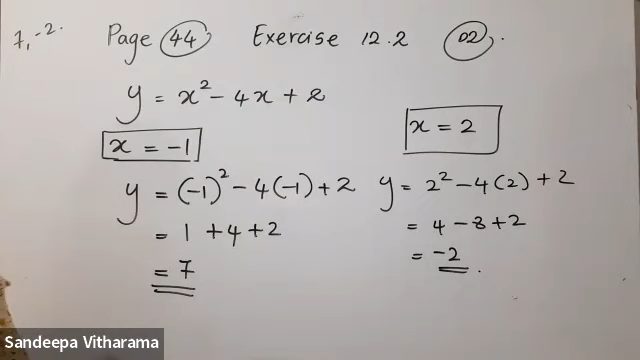 7, -2.
Page 44 Exercise 12.2 02.
y = x² - 4x + 2
x = -1
y = (-1)² - 4(-1) + 2
= 1 + 4 + 2
= 7
x = 2
y = 2² - 4(2) + 2
= 4 - 8 + 2
= -2.
Sandeepa Vitharama